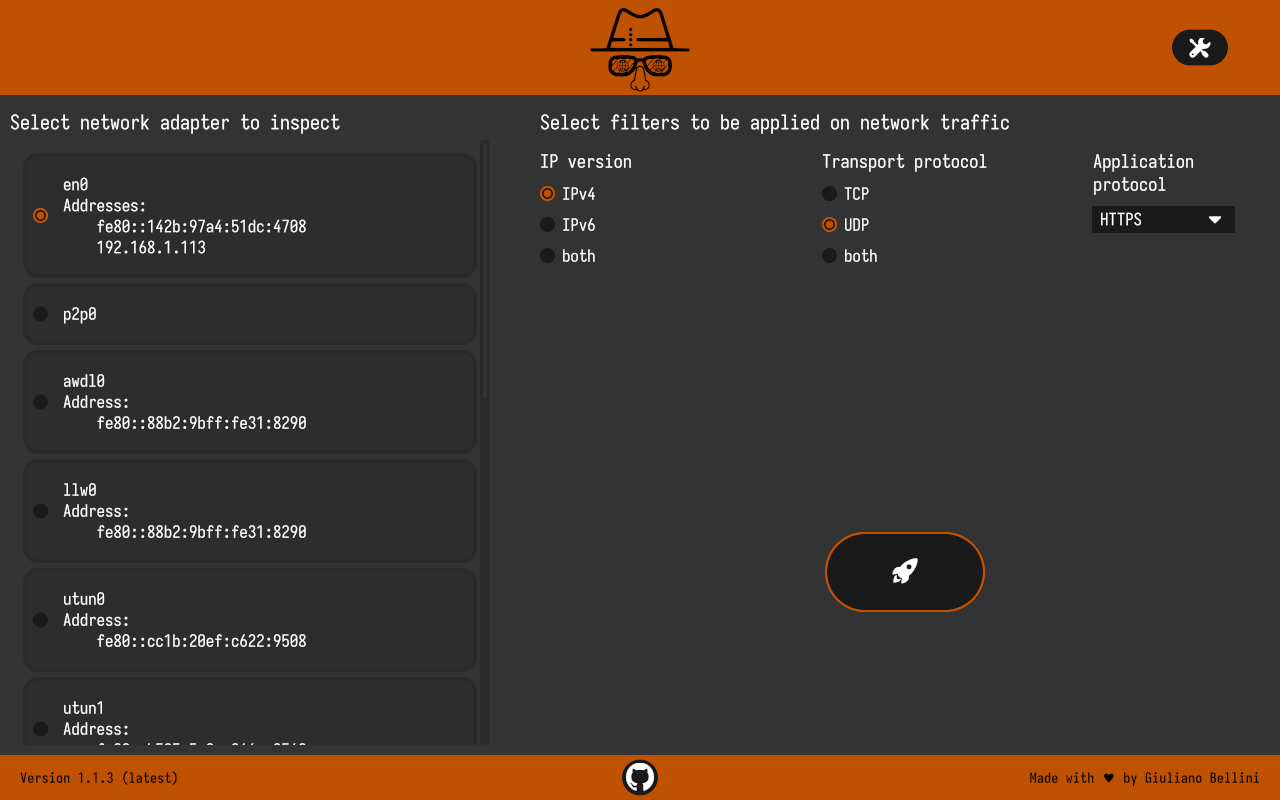 Select network adapter to inspect
en0
Addresses:
fe80::142b:97a4:51dc:4708
192.168.1.113
p2p0
awdl0
Address:
fe80::88b2:9bff:fe31:8290
llw0
Address:
fe80::88b2:9bff:fe31:8290
utun0
Address:
fe80::cc1b:20ef:c622:9508
utun1
Address:
Select filters to be applied on network traffic
IP version
IPv4
IPv6
both
Transport protocol
TCP
UDP
both
Application
protocol
HTTPS
Version 1.1.3 (latest)
Made with ♥ by Giuliano Bellini